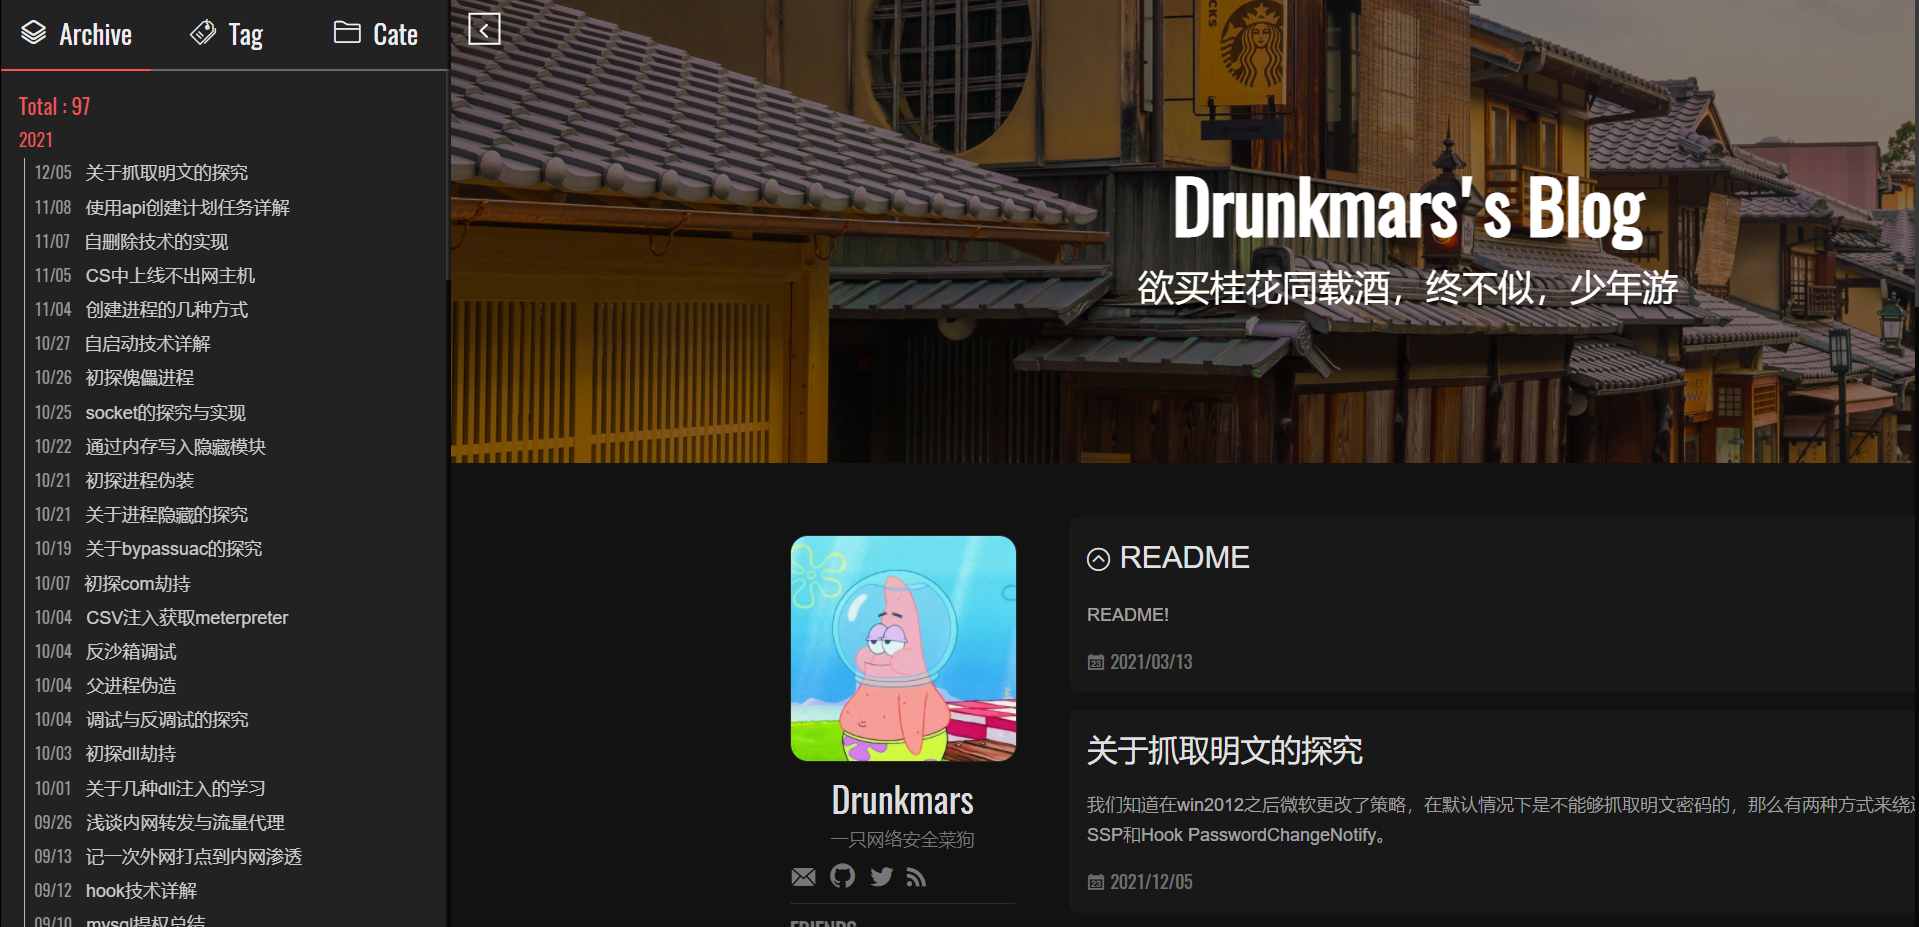 Archive
Tag
Cate
Total : 97
2021
12/05 关于抓取明文的探究
11/08 使用api创建计划任务详解
11/07 自删除技术的实现
11/05 CS中上线不出网主机
11/04 创建进程的几种方式
10/27 自启动技术详解
10/26 初探傀儡进程
10/25 socket的探究与实现
10/22 通过内存写入隐藏模块
10/21 初探进程伪装
10/21 关于进程隐藏的探究
10/19 关于bypassuac的探究
10/07 初探com劫持
10/04 CSV注入获取meterpreter
10/04 反沙箱调试
10/04 父进程伪造
10/04 调试与反调试的探究
10/03 初探dll劫持
10/01 关于几种dll注入的学习
09/26 浅谈内网转发与流量代理
09/13 记一次外网打点到内网渗透
09/12 hook技术详解
09/10 mysql提权总结
CKS
Drunkmars's Blog
欲买桂花同载酒，终不似，少年游
Drunkmars
一只网络安全菜狗
FRIENDS
README
README!
2021/03/13
关于抓取明文的探究
我们知道在win2012之后微软更改了策略，在默认情况下是不能够抓取明文密码的，那么有两种方式来绕
SSP和Hook PasswordChangeNotify。
2021/12/05